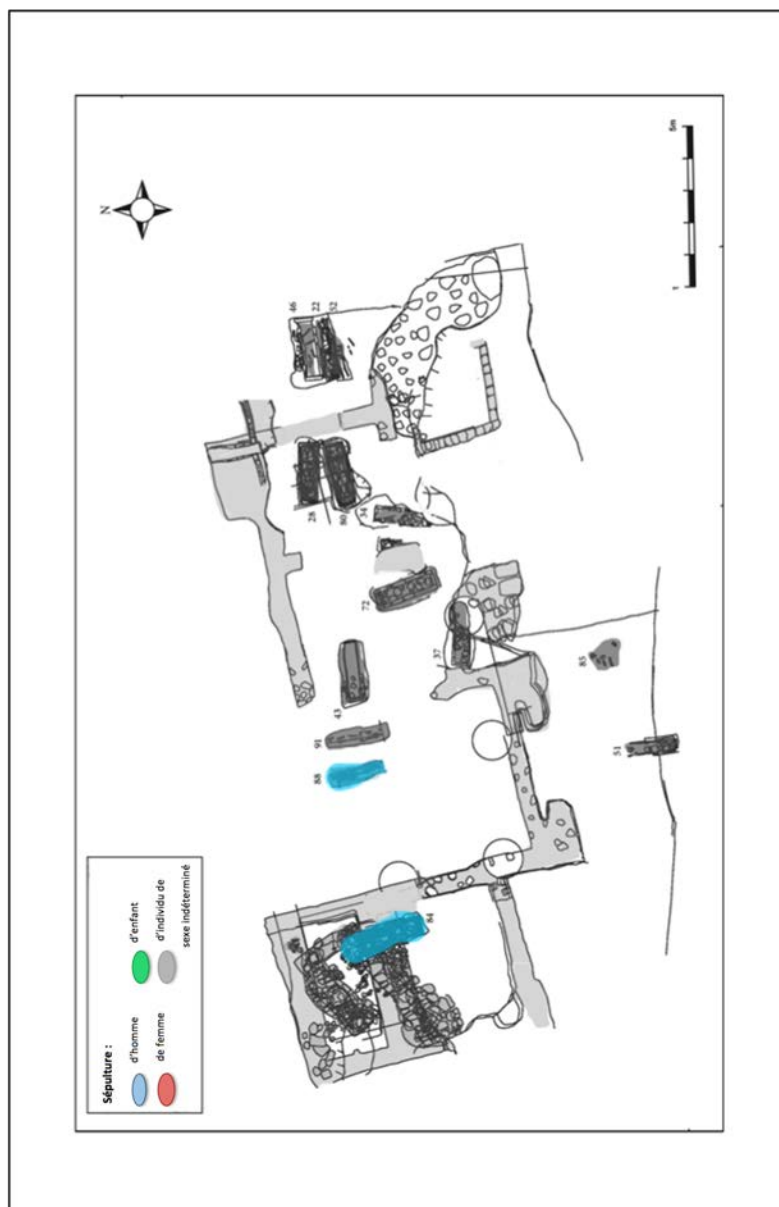 Sépulture :
d'homme
d'enfant
de femme
d'individu de
sexe indéterminé
N
46
22
52
28
80
34
72
43
37
91
88
85
51
84
1
5m